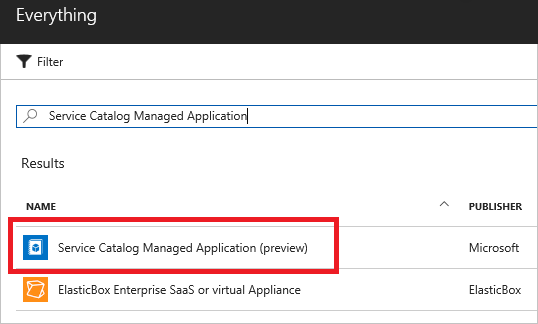 Everything
Filter
Service Catalog Managed Application
Results
NAME PUBLISHER
Service Catalog Managed Application (preview) Microsoft
ElasticBox Enterprise SaaS or virtual Appliance ElasticBox